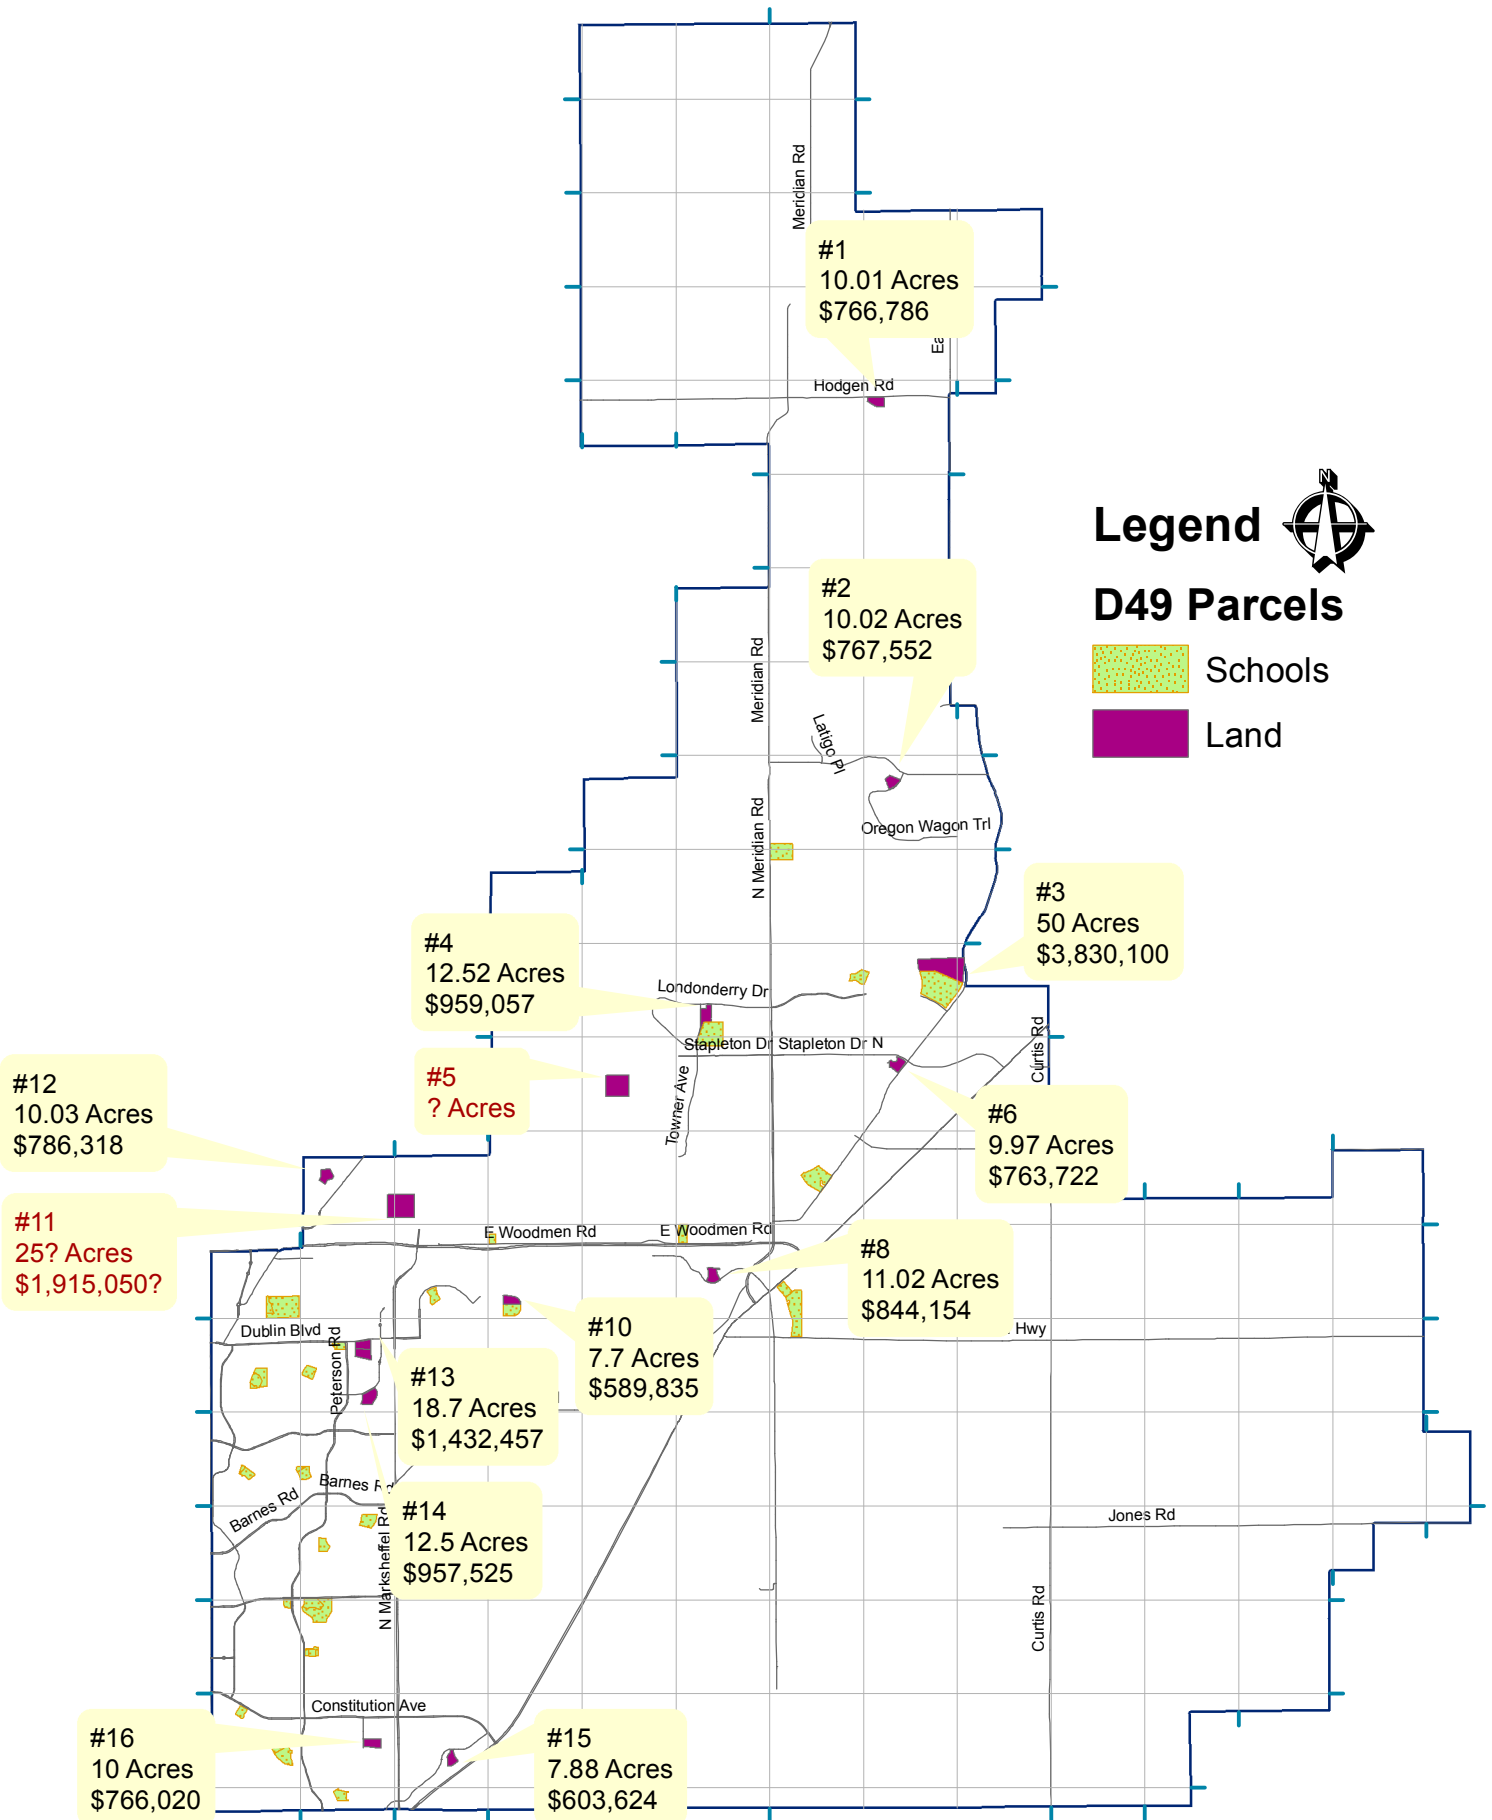 Meridian Rd
#1
10.01 Acres
$766,786
Ea
Hodgen Rd
N
Legend
D49 Parcels
Schools
Land
#2
10.02 Acres
$767,552
Meridian Rd
Latigo Pl
Oregon Wagon Trl
N Meridian Rd
#3
50 Acres
$3,830,100
#4
12.52 Acres
$959,057
Londonderry Dr
Stapleton Dr
Stapleton Dr N
Curtis Rd
#5
? Acres
Towner Ave
#12
10.03 Acres
$786,318
#6
9.97 Acres
$763,722
#11
25? Acres
$1,915,050?
E Woodmen Rd
E Woodmen Rd
#8
11.02 Acres
$844,154
Hwy
#10
7.7 Acres
$589,835
Dublin Blvd
Peterson Rd
#13
18.7 Acres
$1,432,457
Barnes Rd
Barnes Rd
#14
12.5 Acres
$957,525
N Marksheffel Rd
Jones Rd
Curtis Rd
Constitution Ave
#16
10 Acres
$766,020
#15
7.88 Acres
$603,624